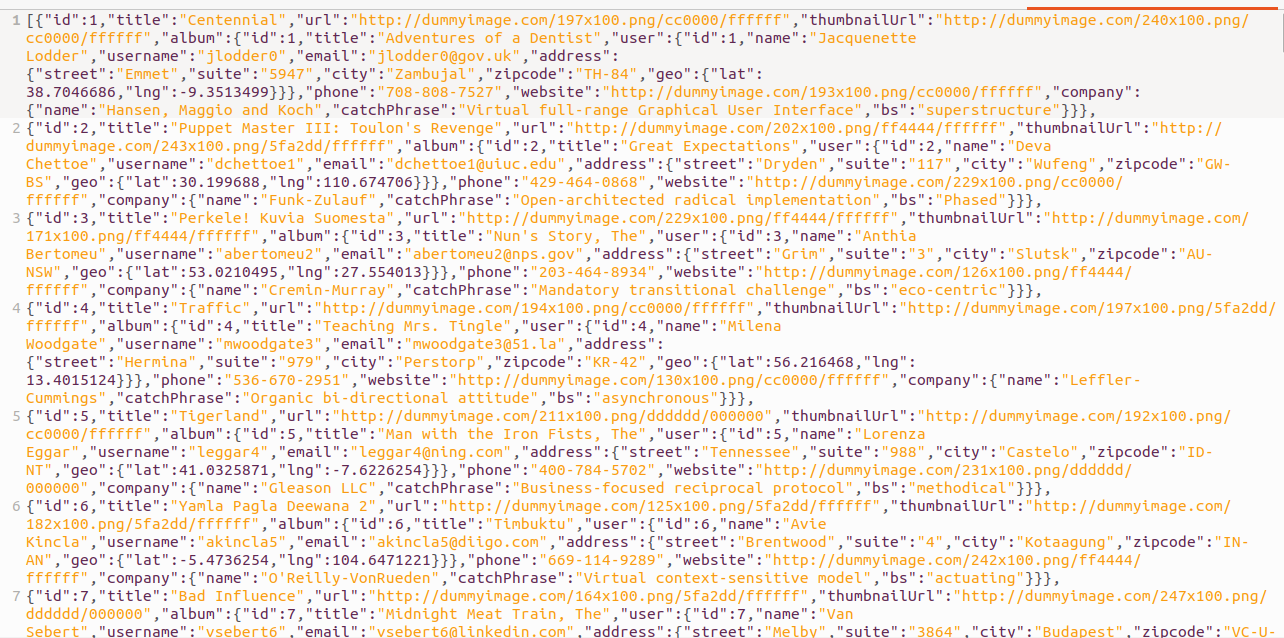 1 [{"id":1,"title":"Centennial","url":"http://dummyimage.com/197x100.png/cc0000/ffffff","thumbnailUrl":"http://dummyimage.com/240x100.png/
cc0000/ffffff","album":{"id":1,"title":"Adventures of a Dentist","user":{"id":1,"name":"Jacquenette
Lodder","username":"jlodder0","email":"jlodder0@gov.uk","address":
{"street":"Emmet","suite":"5947","city":"Zambujal","zipcode":"TH-84","geo":{"lat":
38.7046686,"lng":-9.3513499}}},"phone":"708-808-7527","website":"http://dummyimage.com/193x100.png/cc0000/ffffff","company":
{"name":"Hansen, Maggio and Koch","catchPhrase":"Virtual full-range Graphical User Interface","bs":"superstructure"}}},
2 {"id":2,"title":"Puppet Master III: Toulon's Revenge","url":"http://dummyimage.com/202x100.png/ff4444/ffffff","thumbnailUrl":"http://
dummyimage.com/243x100.png/5fa2dd/ffffff","album":{"id":2,"title":"Great Expectations","user":{"id":2,"name":"Deva
Chettoe","username":"dchettoe1","email":"dchettoe1@uiuc.edu","address":{"street":"Dryden","suite":"117","city":"Wufeng","zipcode":"GW-
BS","geo":{"lat":30.199688,"lng":110.674706}}},"phone":"429-464-0868","website":"http://dummyimage.com/229x100.png/cc0000/
ffffff","company":{"name":"Funk-Zulauf","catchPhrase":"Open-architected radical implementation","bs":"Phased"}}},
3 {"id":3,"title":"Perkele! Kuvia Suomesta","url":"http://dummyimage.com/229x100.png/ff4444/ffffff","thumbnailUrl":"http://dummyimage.com/
171x100.png/ff4444/ffffff","album":{"id":3,"title":"Nun's Story, The","user":{"id":3,"name":"Anthia
Bertomeu","username":"abertomeu2","email":"abertomeu2@nps.gov","address":{"street":"Grim","suite":"3","city":"Slutsk","zipcode":"AU-
NSW","geo":{"lat":53.0210495,"lng":27.554013}}},"phone":"203-464-8934","website":"http://dummyimage.com/126x100.png/ff4444/
ffffff","company":{"name":"Cremin-Murray","catchPhrase":"Mandatory transitional challenge","bs":"eco-centric"}}},
4 {"id":4,"title":"Traffic","url":"http://dummyimage.com/194x100.png/cc0000/ffffff","thumbnailUrl":"http://dummyimage.com/197x100.png/5fa2dd/
ffffff","album":{"id":4,"title":"Teaching Mrs. Tingle","user":{"id":4,"name":"Milena
Woodgate","username":"mwoodgate3","email":"mwoodgate3@51.la","address":
{"street":"Hermina","suite":"979","city":"Perstorp","zipcode":"KR-42","geo":{"lat":56.216468,"lng":
13.4015124}}},"phone":"536-670-2951","website":"http://dummyimage.com/130x100.png/cc0000/ffffff","company":{"name":"Leffler-
Cummings","catchPhrase":"Organic bi-directional attitude","bs":"asynchronous"}}},
5 {"id":5,"title":"Tigerland","url":"http://dummyimage.com/211x100.png/dddddd/000000","thumbnailUrl":"http://dummyimage.com/192x100.png/
cc0000/ffffff","album":{"id":5,"title":"Man with the Iron Fists, The","user":{"id":5,"name":"Lorenza
Eggar","username":"leggar4","email":"leggar4@ning.com","address":{"street":"Tennessee","suite":"988","city":"Castelo","zipcode":"ID-
NT","geo":{"lat":41.0325871,"lng":-7.6226254}}},"phone":"400-784-5702","website":"http://dummyimage.com/231x100.png/dddddd/
000000","company":{"name":"Gleason LLC","catchPhrase":"Business-focused reciprocal protocol","bs":"methodical"}}},
6 {"id":6,"title":"Yamla Pagla Deewana 2","url":"http://dummyimage.com/125x100.png/5fa2dd/ffffff","thumbnailUrl":"http://dummyimage.com/
182x100.png/5fa2dd/ffffff","album":{"id":6,"title":"Timbuktu","user":{"id":6,"name":"Avie
Kincla","username":"akincla5","email":"akincla5@diigo.com","address":{"street":"Brentwood","suite":"4","city":"Kotaagung","zipcode":"IN-
AN","geo":{"lat":-5.4736254,"lng":104.6471221}}},"phone":"669-114-9289","website":"http://dummyimage.com/242x100.png/ff4444/
ffffff","company":{"name":"O'Reilly-VonRueden","catchPhrase":"Virtual context-sensitive model","bs":"actuating"}}},
7 {"id":7,"title":"Bad Influence","url":"http://dummyimage.com/164x100.png/5fa2dd/ffffff","thumbnailUrl":"http://dummyimage.com/247x100.png/
dddddd/000000","album":{"id":7,"title":"Midnight Meat Train, The","user":{"id":7,"name":"Van
Sebert","username":"vsebert6","email":"vsebert6@linkedin.com","address":{"street":"Melby","suite":"3864","city":"Budapest","zipcode":"VC-U-